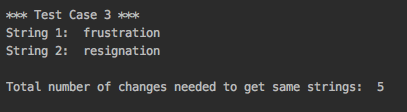 *** Test Case 3 ***
String 1:  frustration
String 2:  resignation
Total number of changes needed to get same strings:  5